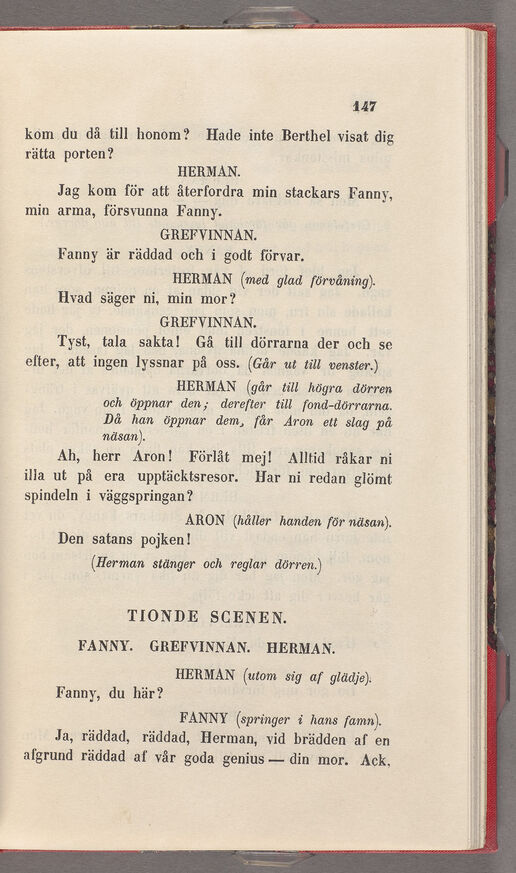 147
kom du då till honom? Hade inte Berthel visat dig
rätta porten?
HERMAN.
Jag kom för att återfordra min stackars Fanny,
min arma, försvunna Fanny.
GREFVINNAN.
Fanny är räddad och i godt förvar.
HERMAN (med glad förvåning).
Hvad säger ni, min mor?
GREFVINNAN.
Tyst, tala sakta! Gå till dörrarna der och se
efter, att ingen lyssnar på oss. (Går ut till venster.)
HERMAN (går till högra dörren
och öppnar den; derefter till fond-dörrarna.
Då han öppnar dem, får Aron ett slag på
näsan).
Ah, herr Aron! Förlåt mej! Alltid råkar ni
illa ut på era upptäcktsresor. Har ni redan glömt
spindeln i väggspringan?
ARON (håller handen för näsan).
Den satans pojken!
(Herman stänger och reglar dörren.)
TIONDE SCENEN.
FANNY. GREFVINNAN. HERMAN.
HERMAN (utom sig af glädje).
Fanny, du här?
FANNY (springer i hans famn).
Ja, räddad, räddad, Herman, vid brädden af en
afgrund räddad af vår goda genius — din mor. Ack,